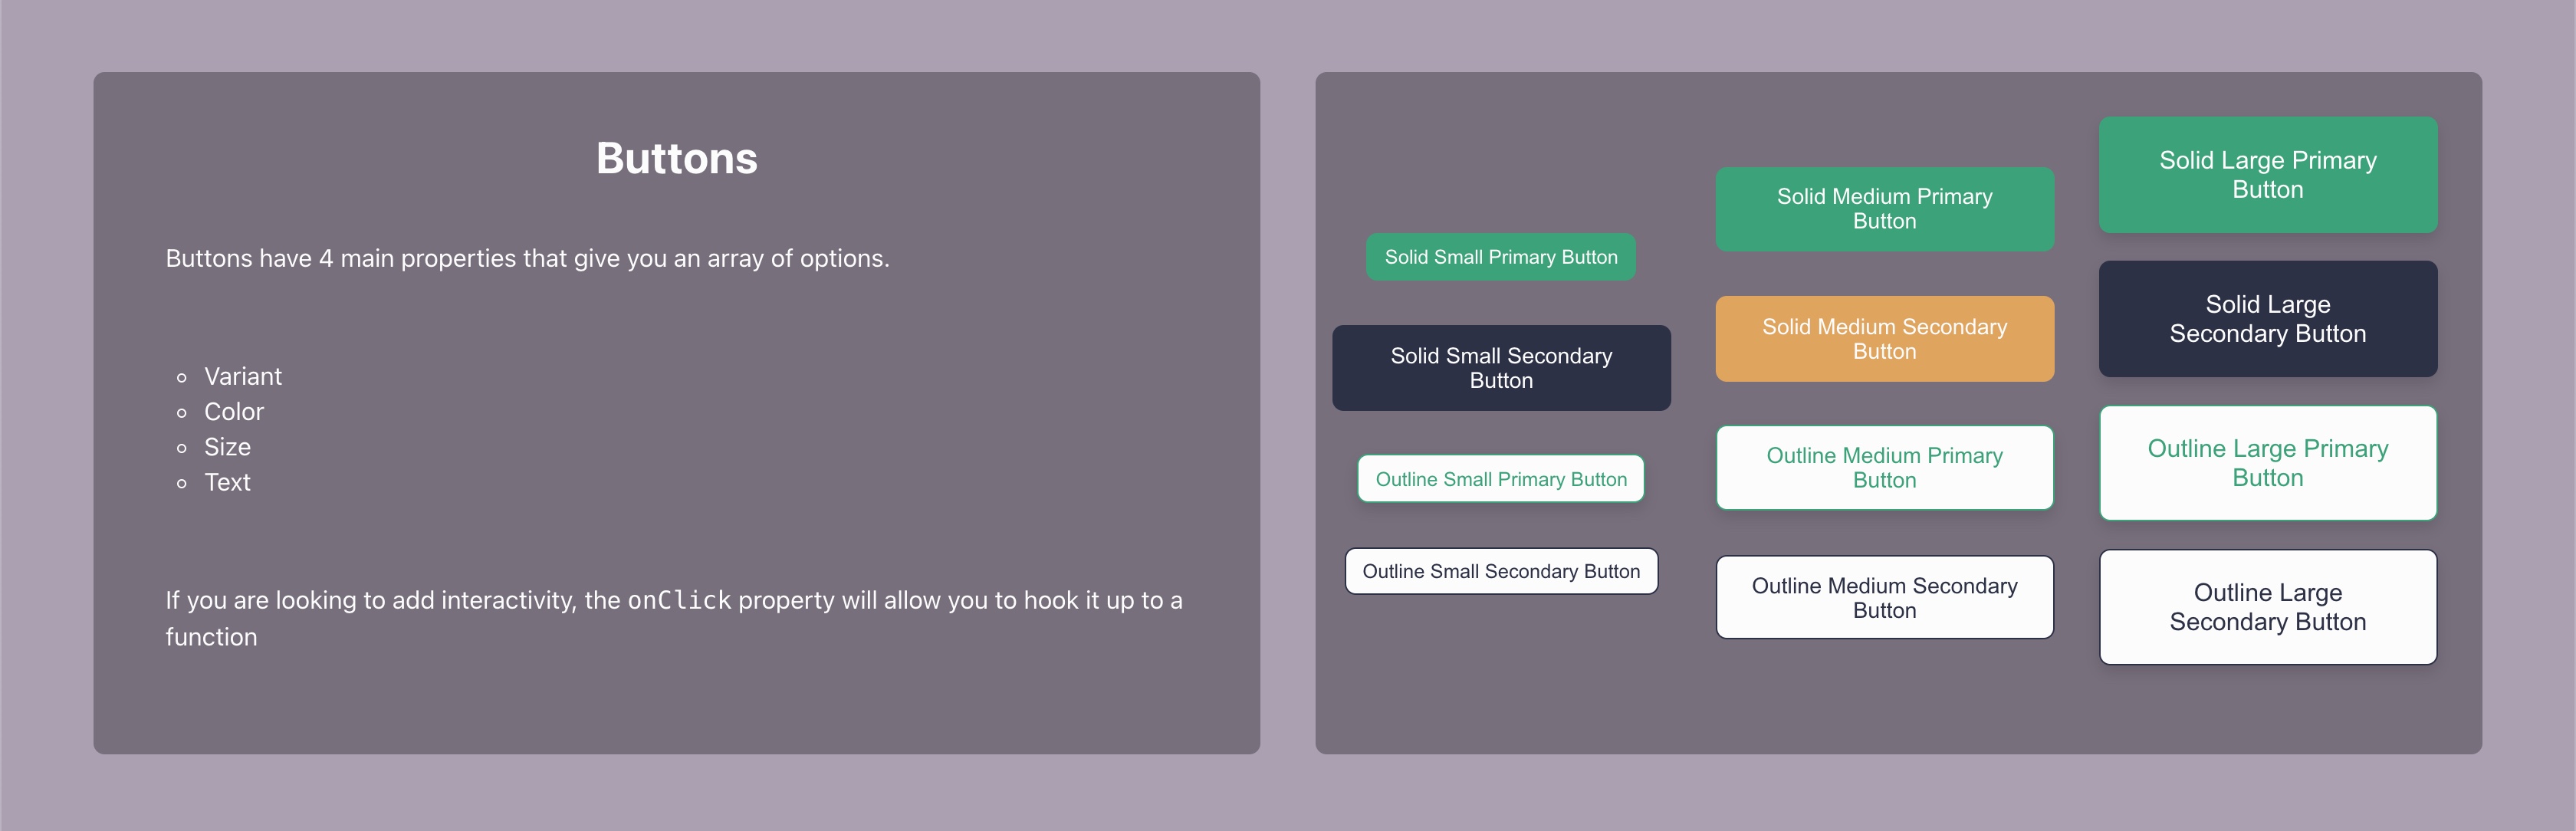 Buttons
Buttons have 4 main properties that give you an array of options.
Variant
Color
Size
Text
If you are looking to add interactivity, the onClick property will allow you to hook it up to a
function
Solid Small Primary Button
Solid Small Secondary
Button
Outline Small Primary Button
Outline Small Secondary Button
Solid Medium Primary
Button
Solid Medium Secondary
Button
Outline Medium Primary
Button
Outline Medium Secondary
Button
Solid Large Primary
Button
Solid Large
Secondary Button
Outline Large Primary
Button
Outline Large
Secondary Button